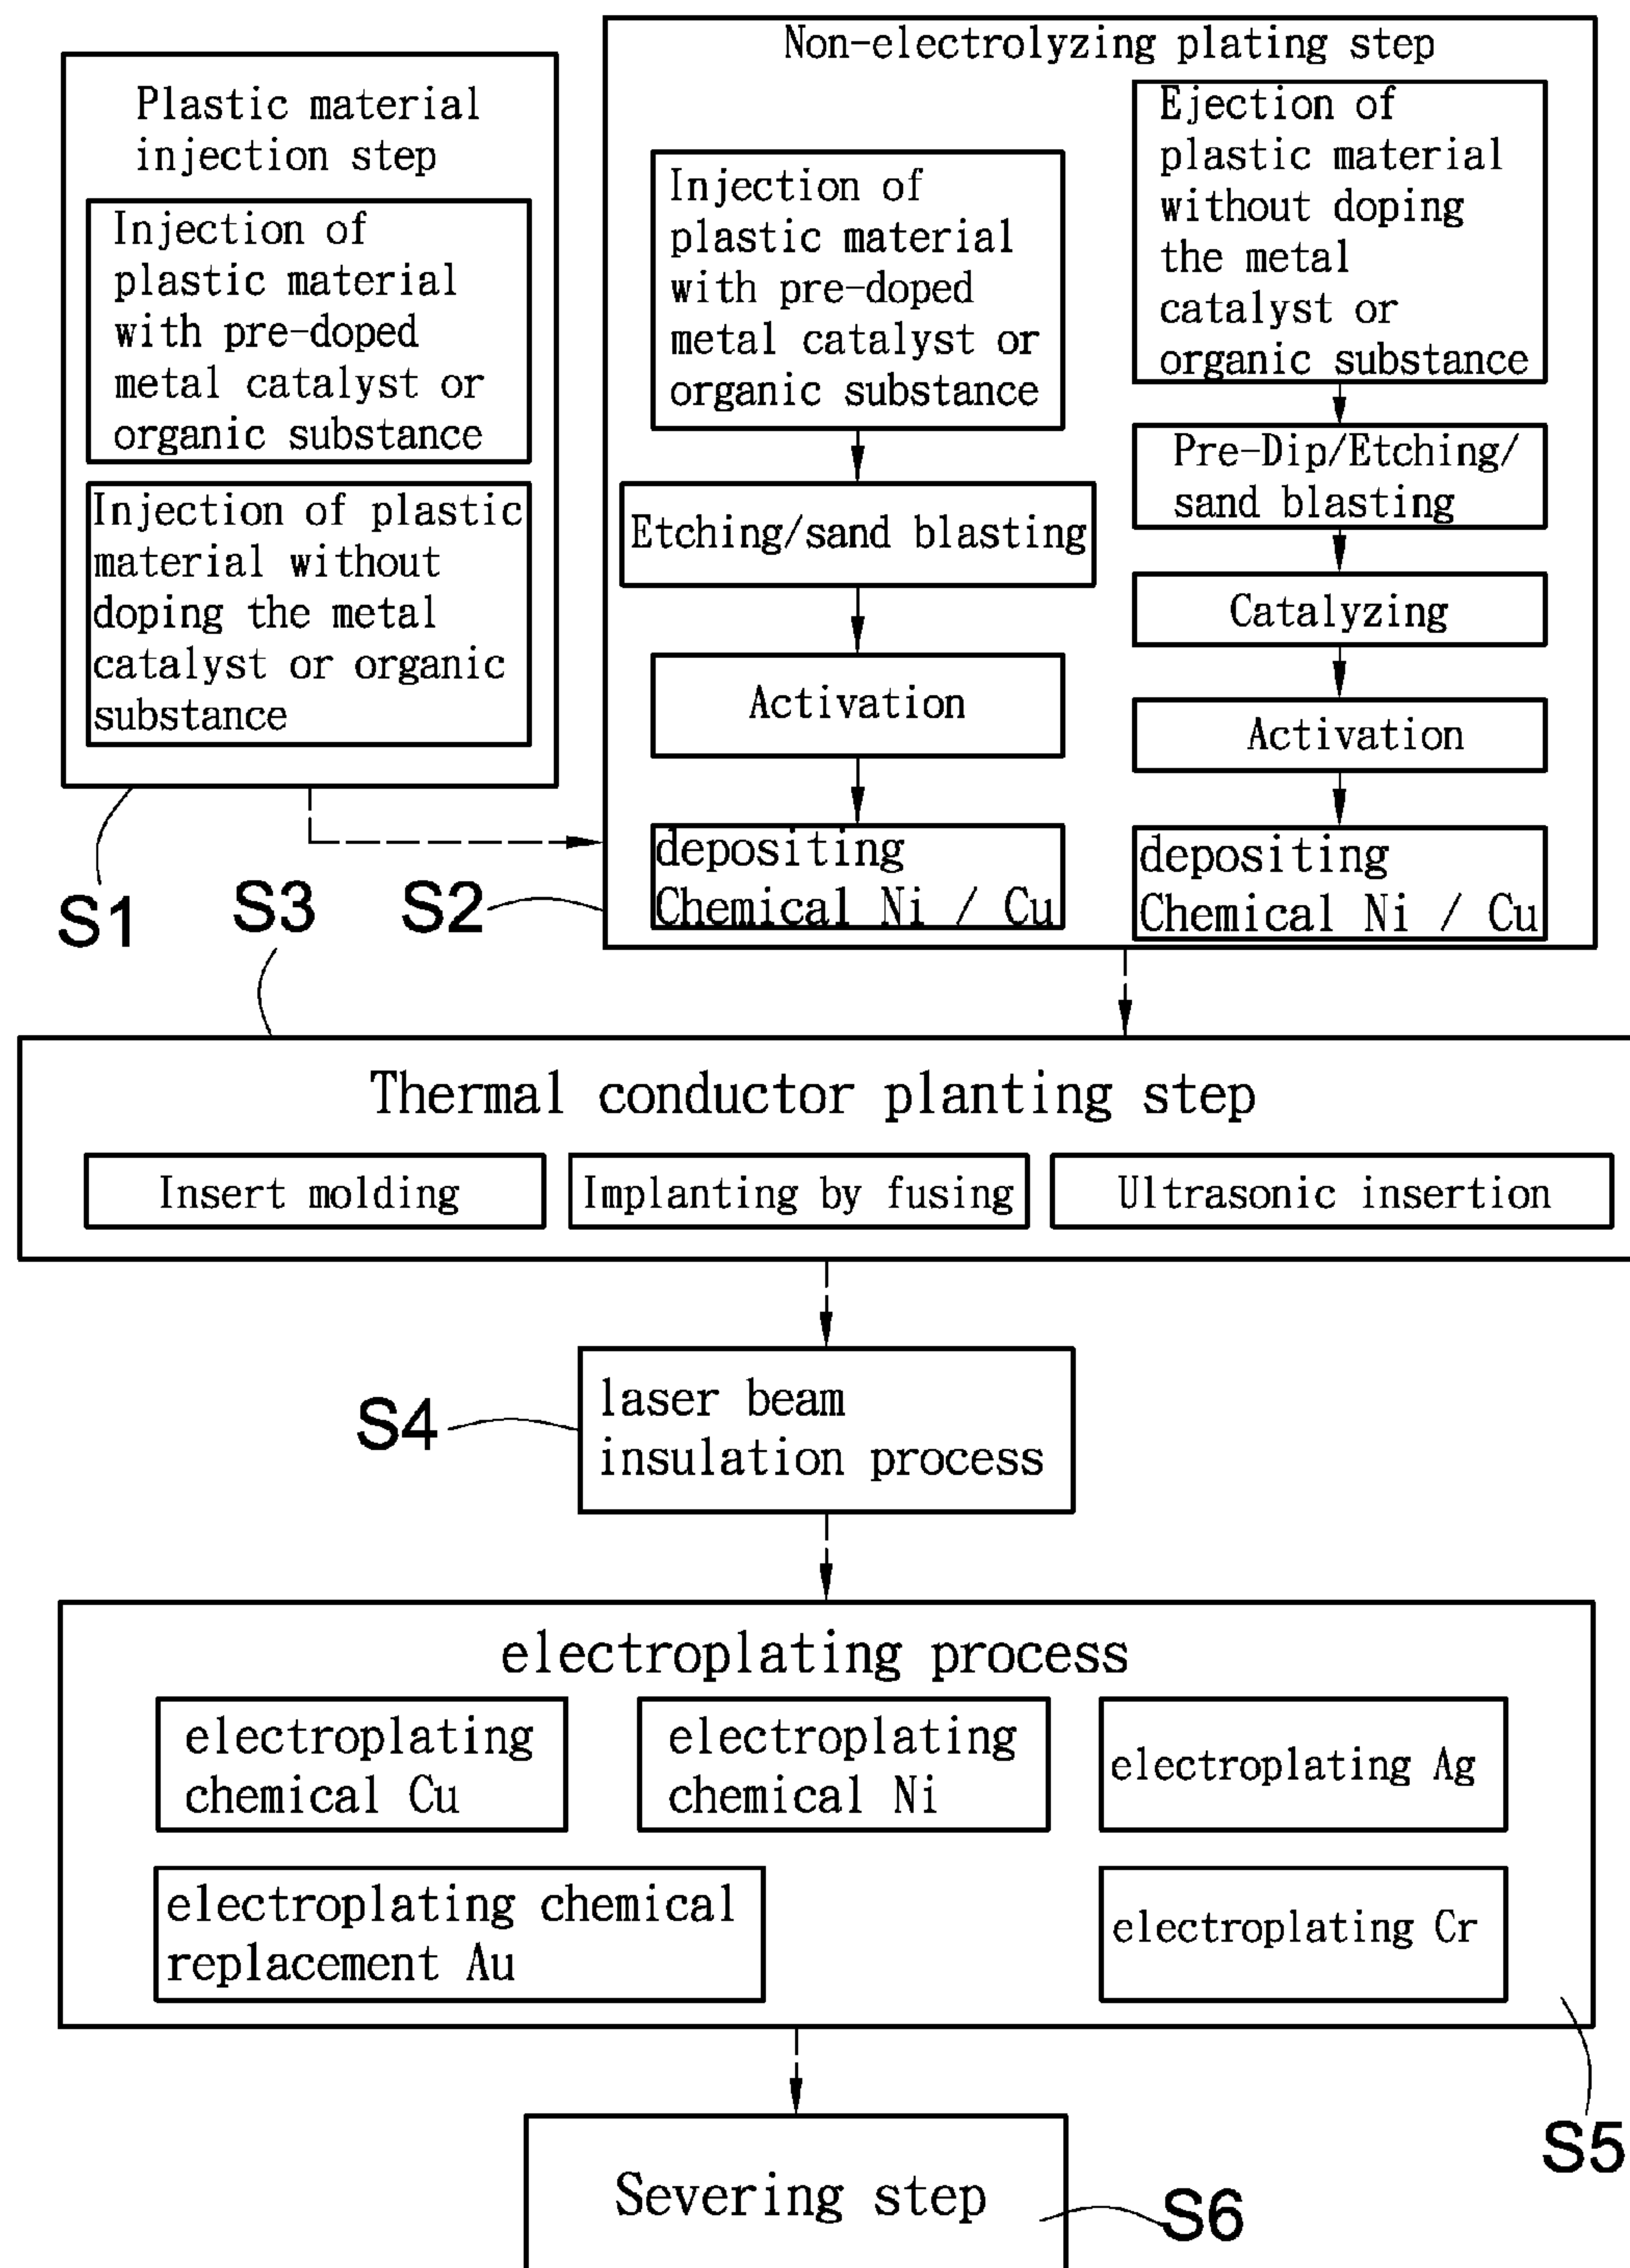 Plastic material
injection step
Injection of
plastic material
with pre-doped
metal catalyst or
organic substance
Injection of plastic
material without
doping the metal
catalyst or organic
substance
S1
Non-electrolyzing plating step
Injection of
plastic material
with pre-doped
metal catalyst or
organic substance
Etching/sand blasting
Activation
depositing
Chemical Ni / Cu
Ejection of
plastic material
without doping
the metal
catalyst or
organic substance
Pre-Dip/Etching/
sand blasting
Catalyzing
Activation
depositing
Chemical Ni / Cu
S2
S3
Thermal conductor planting step
Insert molding
Implanting by fusing
Ultrasonic insertion
S4
laser beam
insulation process
electroplating process
electroplating
chemical Cu
electroplating
chemical Ni
electroplating Ag
electroplating chemical
replacement Au
electroplating Cr
S5
Severing step
S6